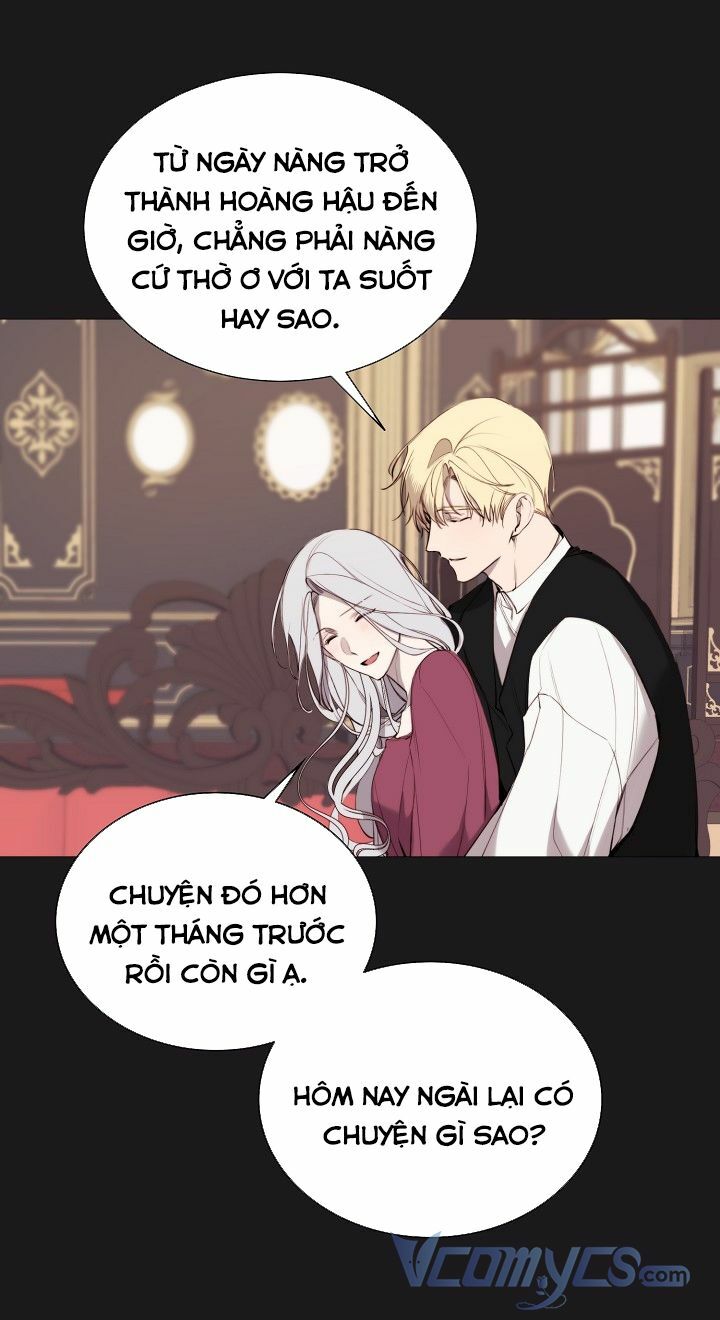 TỪ NGÀY NÀNG TRỞ
THÀNH HOÀNG HẬU ĐẾN
GIỜ, CHẲNG PHẢI NÀNG
CỨ THỜ Ơ VỚI TA SUỐT
HAY SAO.
CHUYỆN ĐÓ HƠN
MỘT THÁNG TRƯỚC
RỒI CÒN GÌ Ạ.
HÔM NAY NGÀI LẠI CÓ
CHUYỆN GÌ SAO?
VCOMYCS.com